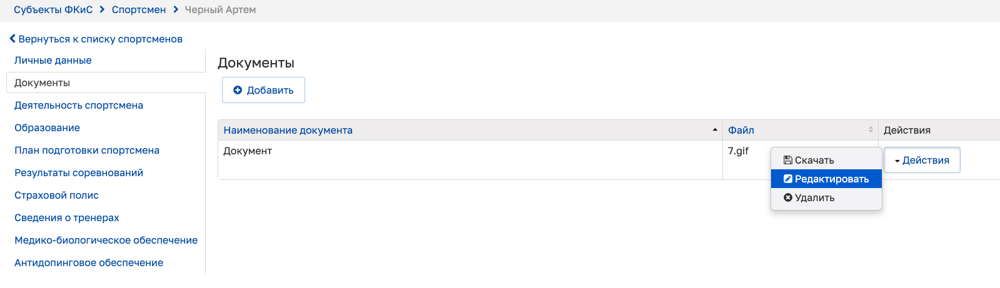 Субъекты ФКиС > Спортсмен > Черный Артем
Вернуться к списку спортсменов
Личные данные
Документы
Деятельность спортсмена
Образование
План подготовки спортсмена
Результаты соревнований
Страховой полис
Сведения о тренерах
Медико-биологическое обеспечение
Антидопинговое обеспечение
Документы
Добавить
Наименование документа Файл Действия
Документ 7.gif Действия
Скачать
Редактировать
Удалить